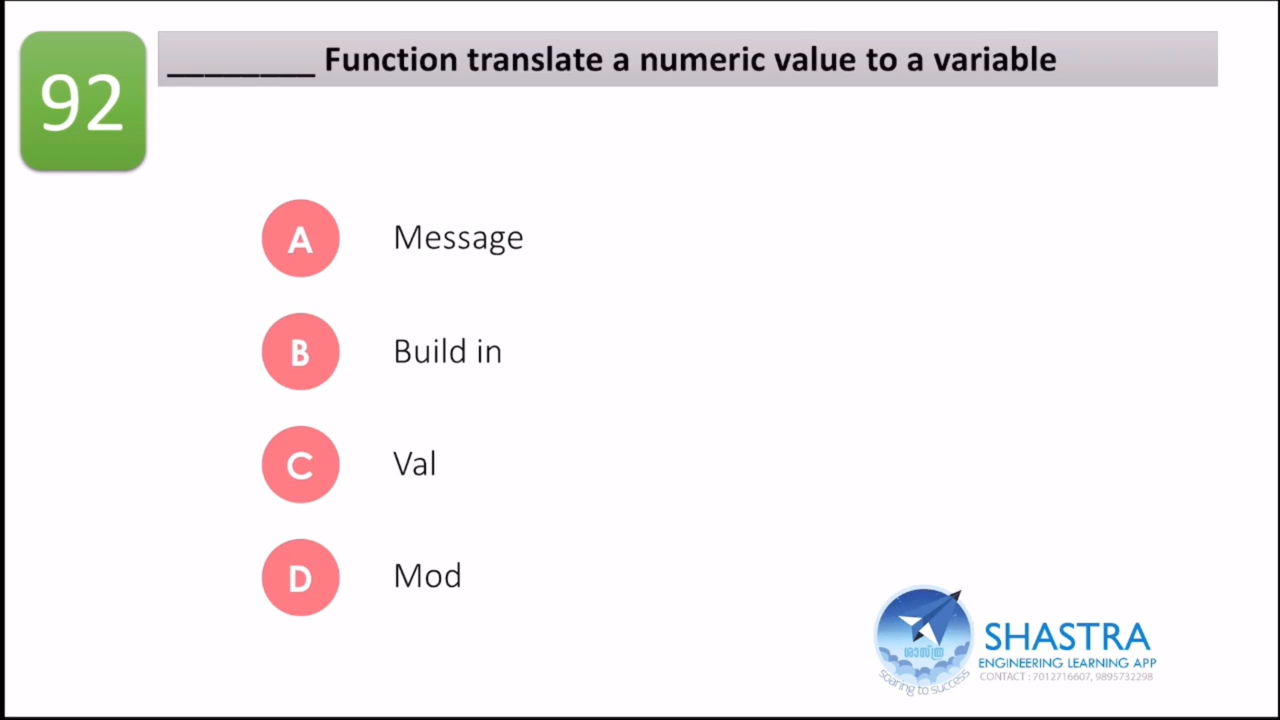 92
________ Function translate a numeric value to a variable
A Message
B Build in
C Val
D Mod
ശാസ്ത്ര
soaring to success
SHASTRA
ENGINEERING LEARNING APP
CONTACT : 7012716607, 9895732298